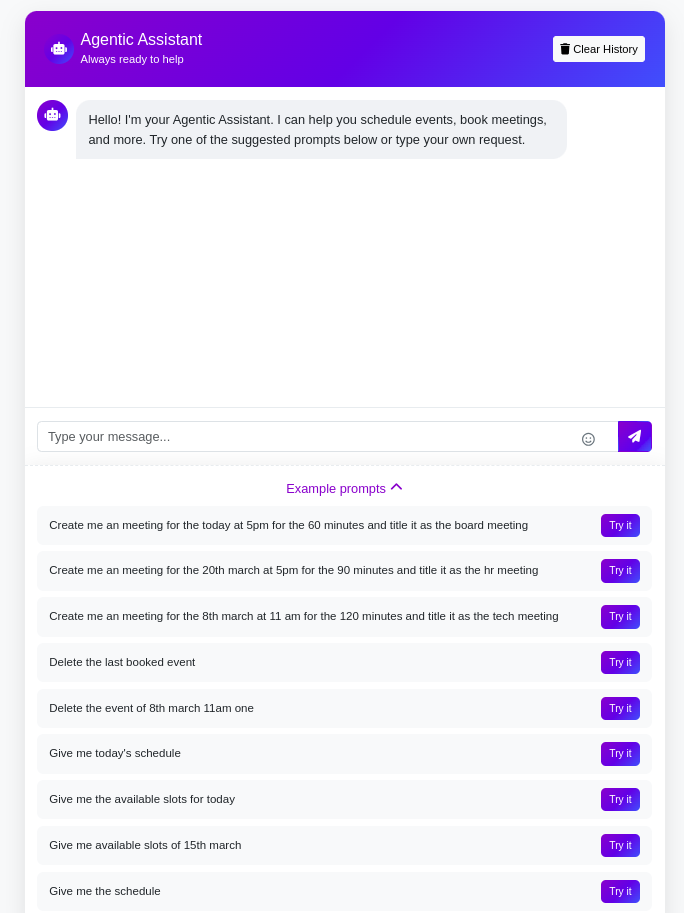 Agentic Assistant
Always ready to help
Clear History
Hello! I'm your Agentic Assistant. I can help you schedule events, book meetings,
and more. Try one of the suggested prompts below or type your own request.
Type your message...
Example prompts
Create me an meeting for the today at 5pm for the 60 minutes and title it as the board meeting
Try it
Create me an meeting for the 20th march at 5pm for the 90 minutes and title it as the hr meeting
Try it
Create me an meeting for the 8th march at 11 am for the 120 minutes and title it as the tech meeting
Try it
Delete the last booked event
Try it
Delete the event of 8th march 11am one
Try it
Give me today's schedule
Try it
Give me the available slots for today
Try it
Give me available slots of 15th march
Try it
Give me the schedule
Try it